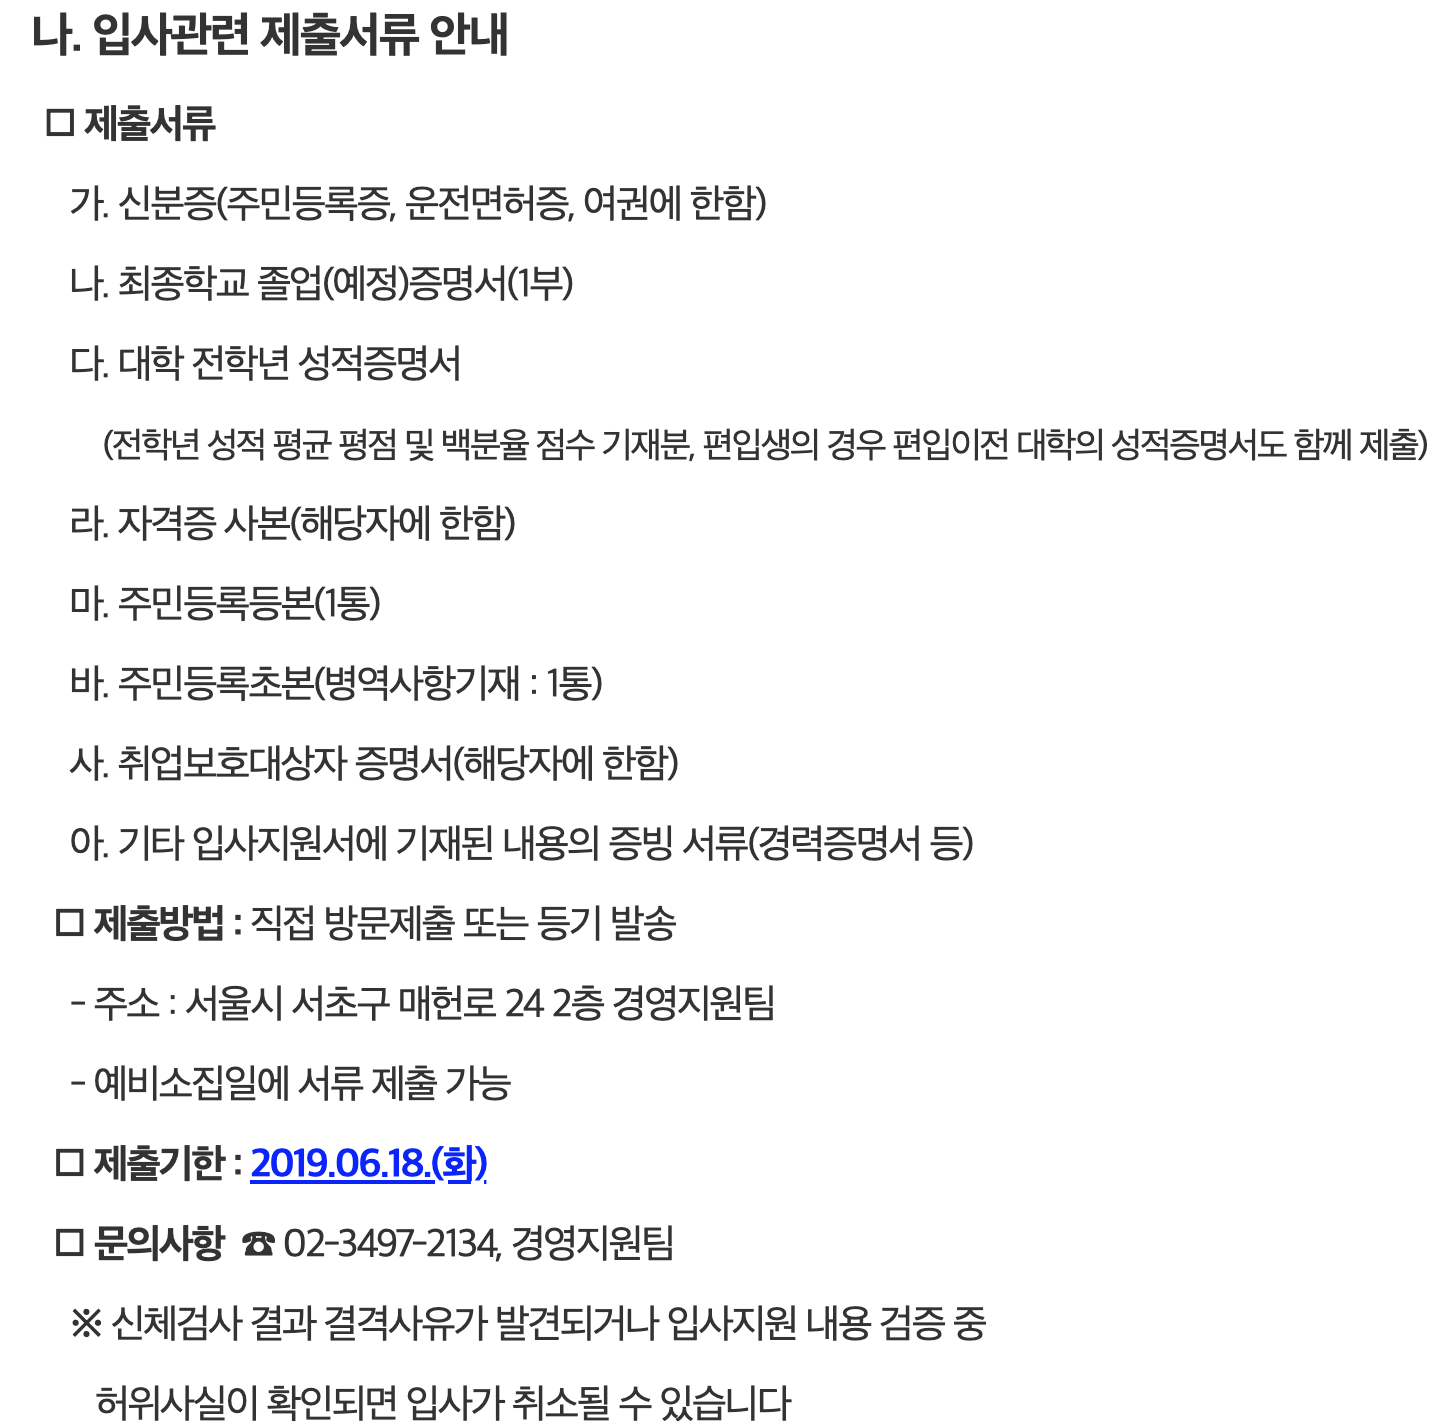 나. 입사관련 제출서류 안내
□ 제출서류
가. 신분증(주민등록증, 운전면허증, 여권에 한함)
나. 최종학교 졸업(예정)증명서(1부)
다. 대학 전학년 성적증명서
(전학년 성적 평균 평점 및 백분율 점수 기재분, 편입생의 경우 편입이전 대학의 성적증명서도 함께 제출)
라. 자격증 사본(해당자에 한함)
마. 주민등록등본(1통)
바. 주민등록초본(병역사항기재 : 1통)
사. 취업보호대상자 증명서(해당자에 한함)
아. 기타 입사지원서에 기재된 내용의 증빙 서류(경력증명서 등)
□ 제출방법 : 직접 방문제출 또는 등기 발송
- 주소 : 서울시 서초구 매헌로 24 2층 경영지원팀
- 예비소집일에 서류 제출 가능
□ 제출기한 : 2019.06.18.(화)
□ 문의사항 ☎ 02-3497-2134, 경영지원팀
※ 신체검사 결과 결격사유가 발견되거나 입사지원 내용 검증 중
허위사실이 확인되면 입사가 취소될 수 있습니다